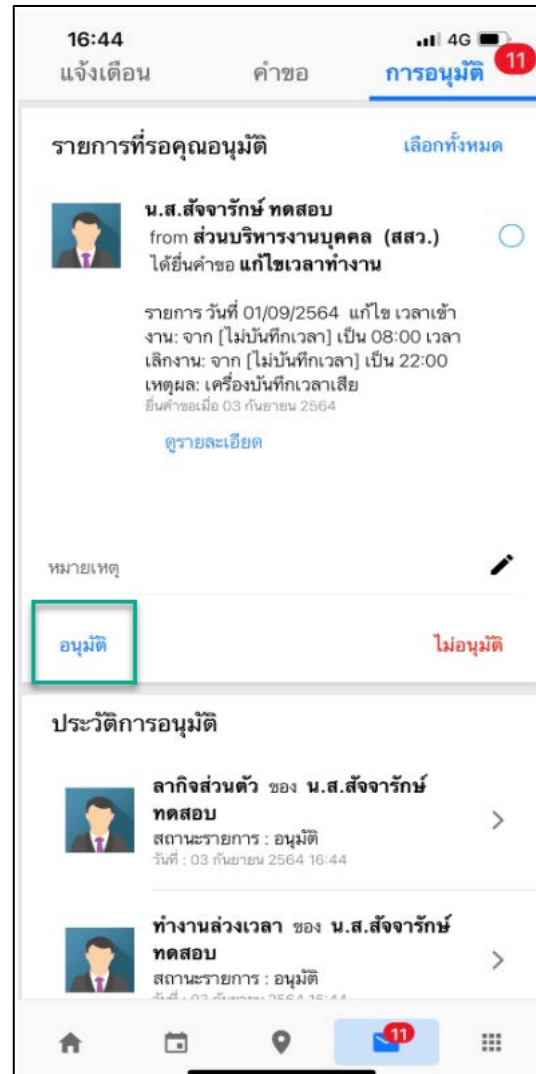 16:44 4G
แจ้งเตือน คำขอ การอนุมัติ 11
รายการที่รอคุณอนุมัติ เลือกทั้งหมด
น.ส.สัจจารักษ์ ทดสอบ
from ส่วนบริหารงานบุคคล (สสว.)
ได้ยื่นคำขอ แก้ไขเวลาทำงาน
รายการ วันที่ 01/09/2564 แก้ไข เวลาเข้า
งาน: จาก [ไม่บันทึกเวลา] เป็น 08:00 เวลา
เลิกงาน: จาก [ไม่บันทึกเวลา] เป็น 22:00
เหตุผล: เครื่องบันทึกเวลาเสีย
ยื่นคำขอเมื่อ 03 กันยายน 2564
ดูรายละเอียด
หมายเหตุ
อนุมัติ ไม่อนุมัติ
ประวัติการอนุมัติ
ลากิจส่วนตัว ของ น.ส.สัจจารักษ์
ทดสอบ
สถานะรายการ : อนุมัติ
วันที่ : 03 กันยายน 2564 16:44
ทำงานล่วงเวลา ของ น.ส.สัจจารักษ์
ทดสอบ
สถานะรายการ : อนุมัติ
วันที่ : 03 กันยายน 2564 16:44
11